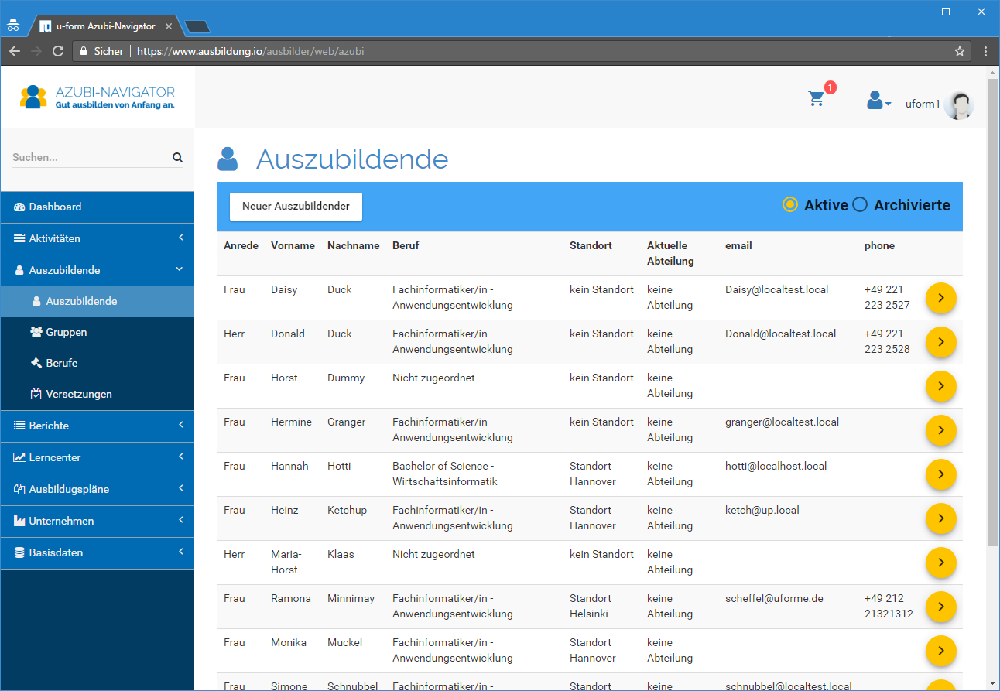 u-form Azubi-Navigator
Sicher https://www.ausbildung.io/ausbilder/web/azubi
AZUBI-NAVIGATOR
Gut ausbilden von Anfang an.
1
uform1
Suchen...
Dashboard
Aktivitäten
Auszubildende
Auszubildende
Gruppen
Berufe
Versetzungen
Berichte
Lerncenter
Ausbildugspläne
Unternehmen
Basisdaten
Auszubildende
Neuer Auszubildender Aktive Archivierte
Anrede Vorname Nachname Beruf Standort Aktuelle email phone
Abteilung
Frau Daisy Duck Fachinformatiker/in - kein Standort keine Daisy@localtest.local +49 221
Anwendungsentwicklung Abteilung 223 2527
Herr Donald Duck Fachinformatiker/in - kein Standort keine Donald@localtest.local +49 221
Anwendungsentwicklung Abteilung 223 2528
Frau Horst Dummy Nicht zugeordnet kein Standort keine
Abteilung
Frau Hermine Granger Fachinformatiker/in - kein Standort keine granger@localtest.local
Anwendungsentwicklung Abteilung
Frau Hannah Hotti Bachelor of Science - Standort keine hotti@localhost.local
Wirtschaftsinformatik Hannover Abteilung
Frau Heinz Ketchup Fachinformatiker/in - Standort keine ketch@up.local
Anwendungsentwicklung Hannover Abteilung
Herr Maria- Klaas Nicht zugeordnet kein Standort keine
Horst Abteilung
Frau Ramona Minnimay Fachinformatiker/in - Standort keine scheffel@uforme.de +49 212
Anwendungsentwicklung Helsinki Abteilung 21321312
Frau Monika Muckel Fachinformatiker/in - Standort keine
Anwendungsentwicklung Hannover Abteilung
Frau Simone Schnubbel Fachinformatiker/in - Standort keine schnubbel@localtest.local